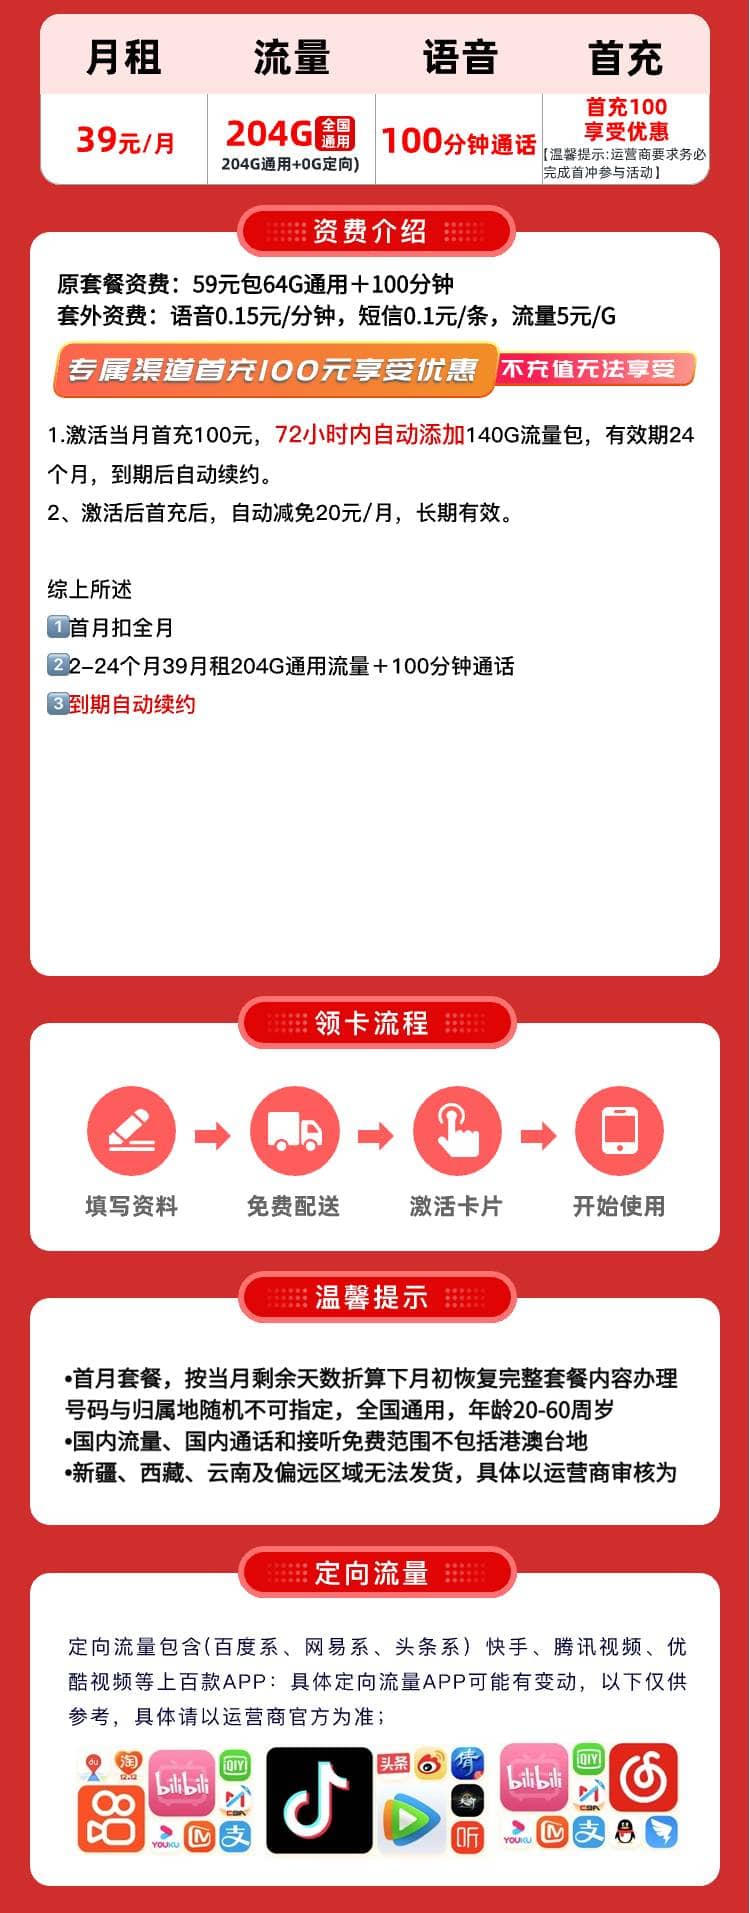 月租 流量 语音 首充
39元/月
204G全国通用
204G通用+0G定向)
100分钟通话
首充100
享受优惠
【温馨提示:运营商要求务必
完成首冲参与活动】
资费介绍
原套餐资费：59元包64G通用＋100分钟
套外资费：语音0.15元/分钟，短信0.1元/条，流量5元/G
专属渠道首充100元享受优惠 不充值无法享受
1.激活当月首充100元，72小时内自动添加140G流量包，有效期24
个月，到期后自动续约。
2、激活后首充后，自动减免20元/月，长期有效。
综上所述
1首月扣全月
2 2-24个月39月租204G通用流量＋100分钟通话
3到期自动续约
领卡流程
填写资料 免费配送 激活卡片 开始使用
温馨提示
•首月套餐，按当月剩余天数折算下月初恢复完整套餐内容办理
号码与归属地随机不可指定，全国通用，年龄20-60周岁
•国内流量、国内通话和接听免费范围不包括港澳台地
•新疆、西藏、云南及偏远区域无法发货，具体以运营商审核为
定向流量
定向流量包含(百度系、网易系、头条系）快手、腾讯视频、优
酷视频等上百款APP：具体定向流量APP可能有变动，以下仅供
参考，具体请以运营商官方为准；
du 淘 12.12 bilibili QIY CBA YOUKU 支
头条 倩 听
bilibili QIY CBA YOUKU 支